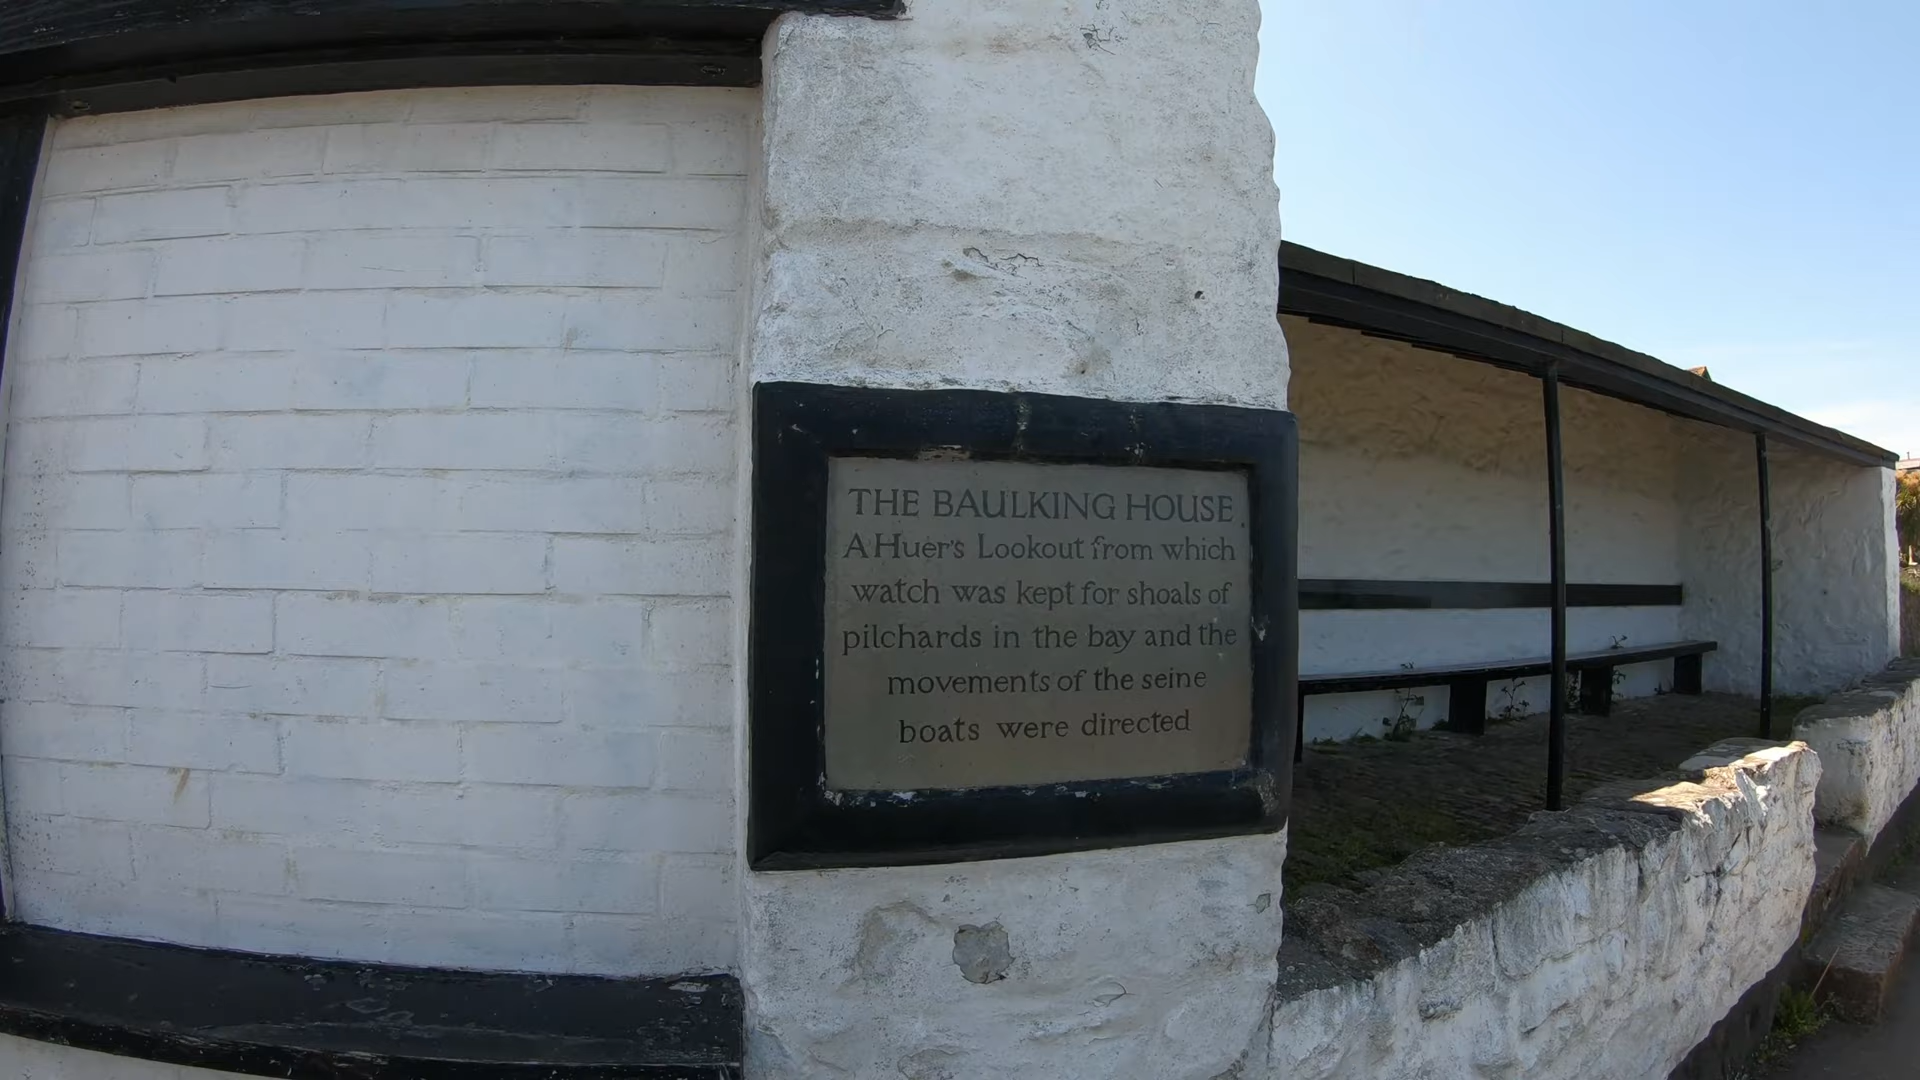 THE BAULKING HOUSE
A Huer's Lookout from which
watch was kept for shoals of
pilchards in the bay and the
movements of the seine
boats were directed